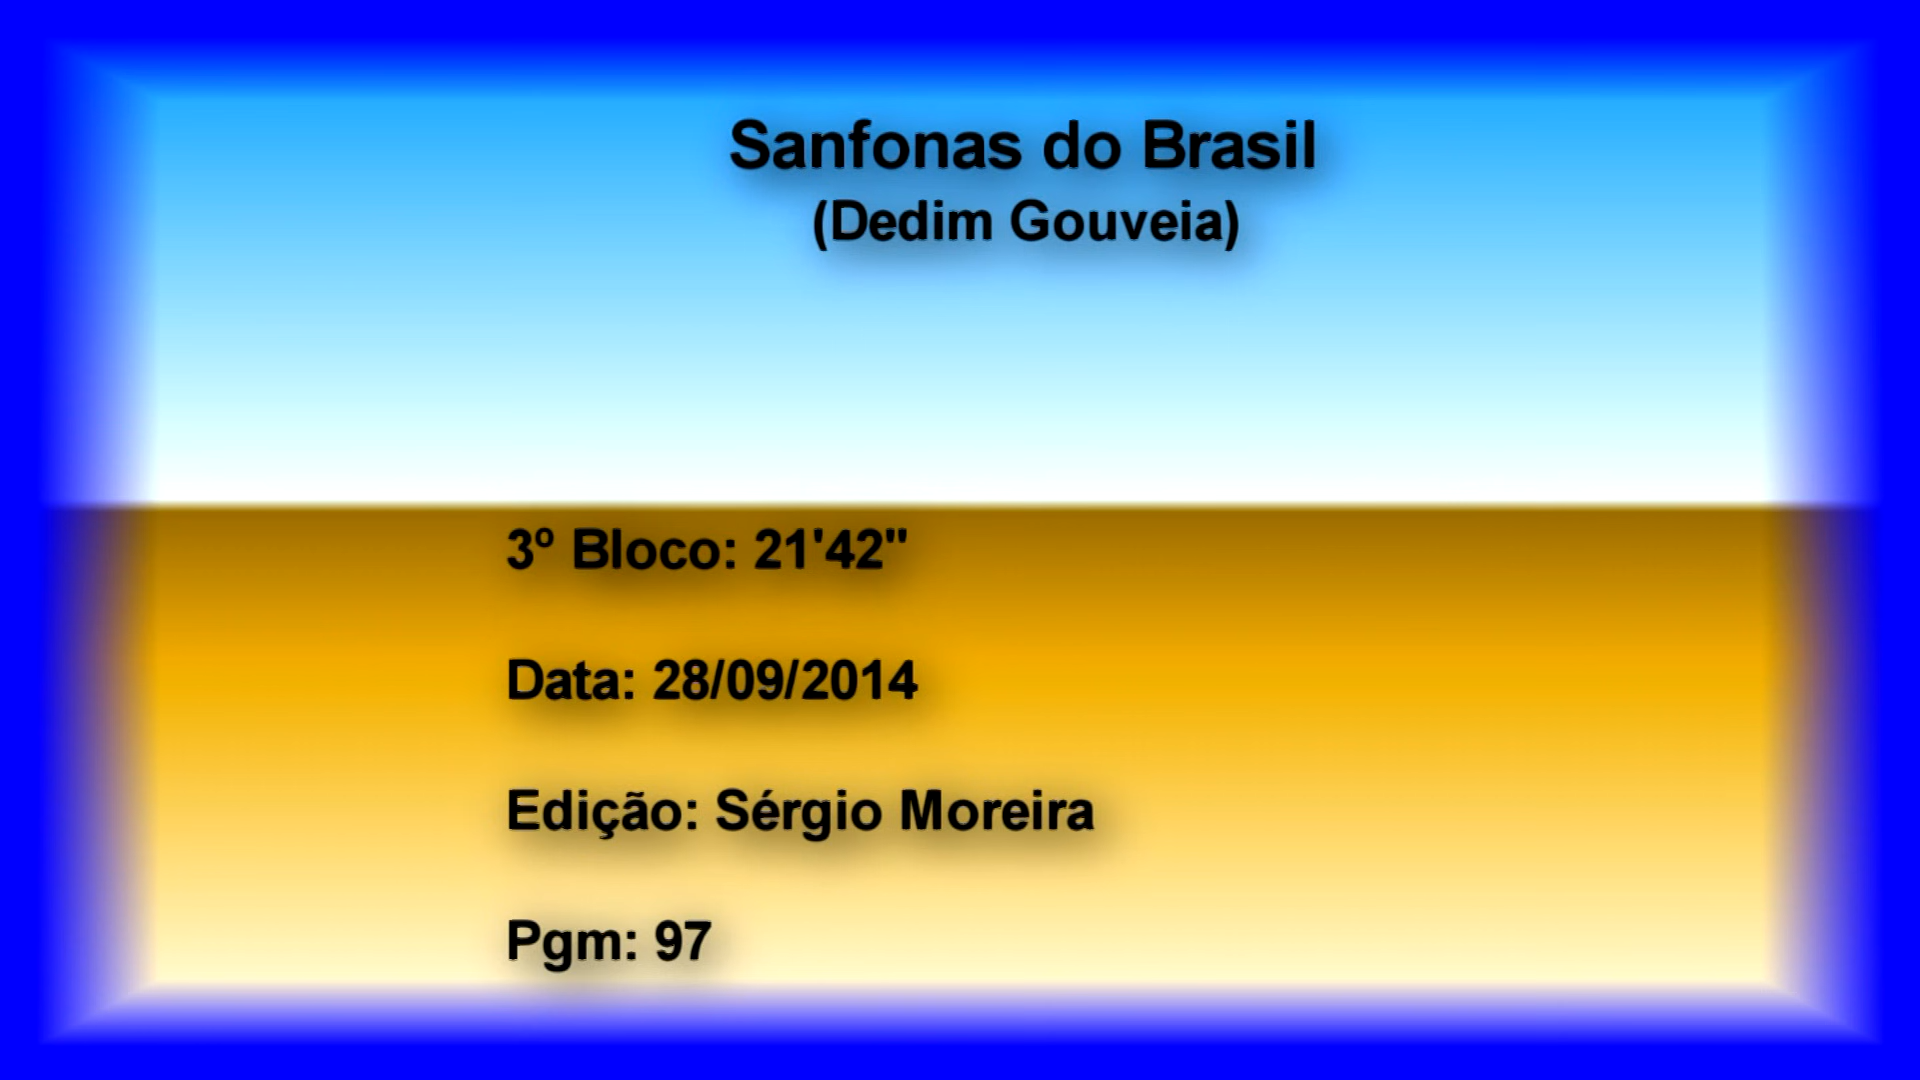 Sanfonas do Brasil
(Dedim Gouveia)
3º Bloco: 21'42"
Data: 28/09/2014
Edição: Sérgio Moreira
Pgm: 97